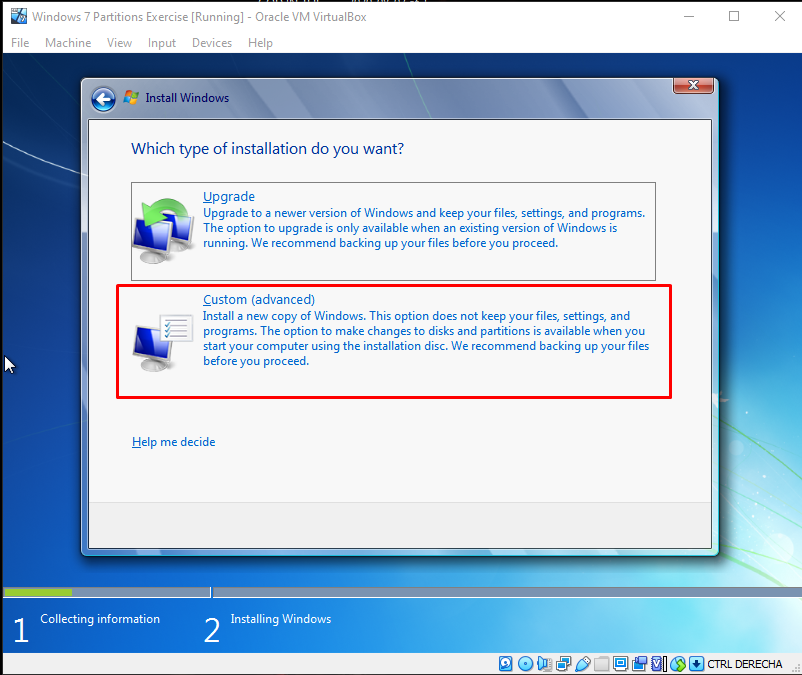 Windows 7 Partitions Exercise [Running] - Oracle VM VirtualBox
File Machine View Input Devices Help
Install Windows
Which type of installation do you want?
Upgrade
Upgrade to a newer version of Windows and keep your files, settings, and programs.
The option to upgrade is only available when an existing version of Windows is
running. We recommend backing up your files before you proceed.
Custom (advanced)
Install a new copy of Windows. This option does not keep your files, settings, and
programs. The option to make changes to disks and partitions is available when you
start your computer using the installation disc. We recommend backing up your files
before you proceed.
Help me decide
1 Collecting information 2 Installing Windows
CTRL DERECHA